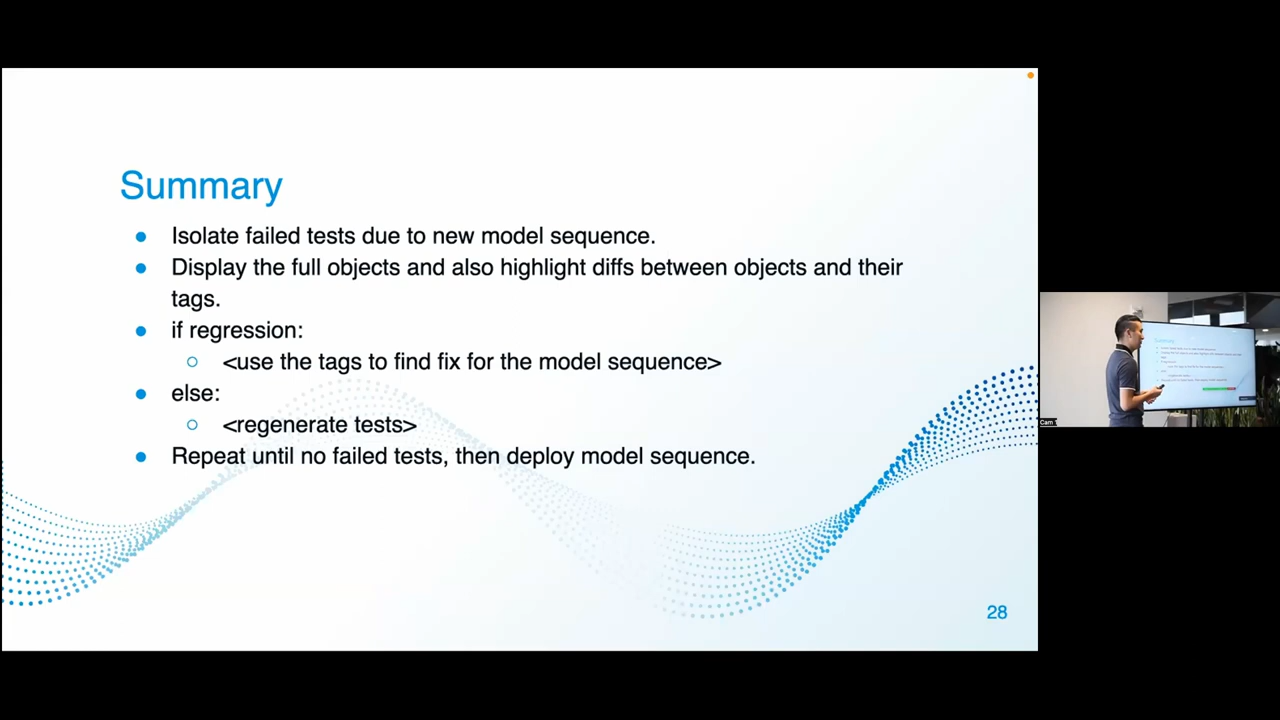 Summary
● Isolate failed tests due to new model sequence.
● Display the full objects and also highlight diffs between objects and their
tags.
● if regression:
○ <use the tags to find fix for the model sequence>
● else:
○ <regenerate tests>
● Repeat until no failed tests, then deploy model sequence.
28
Summary